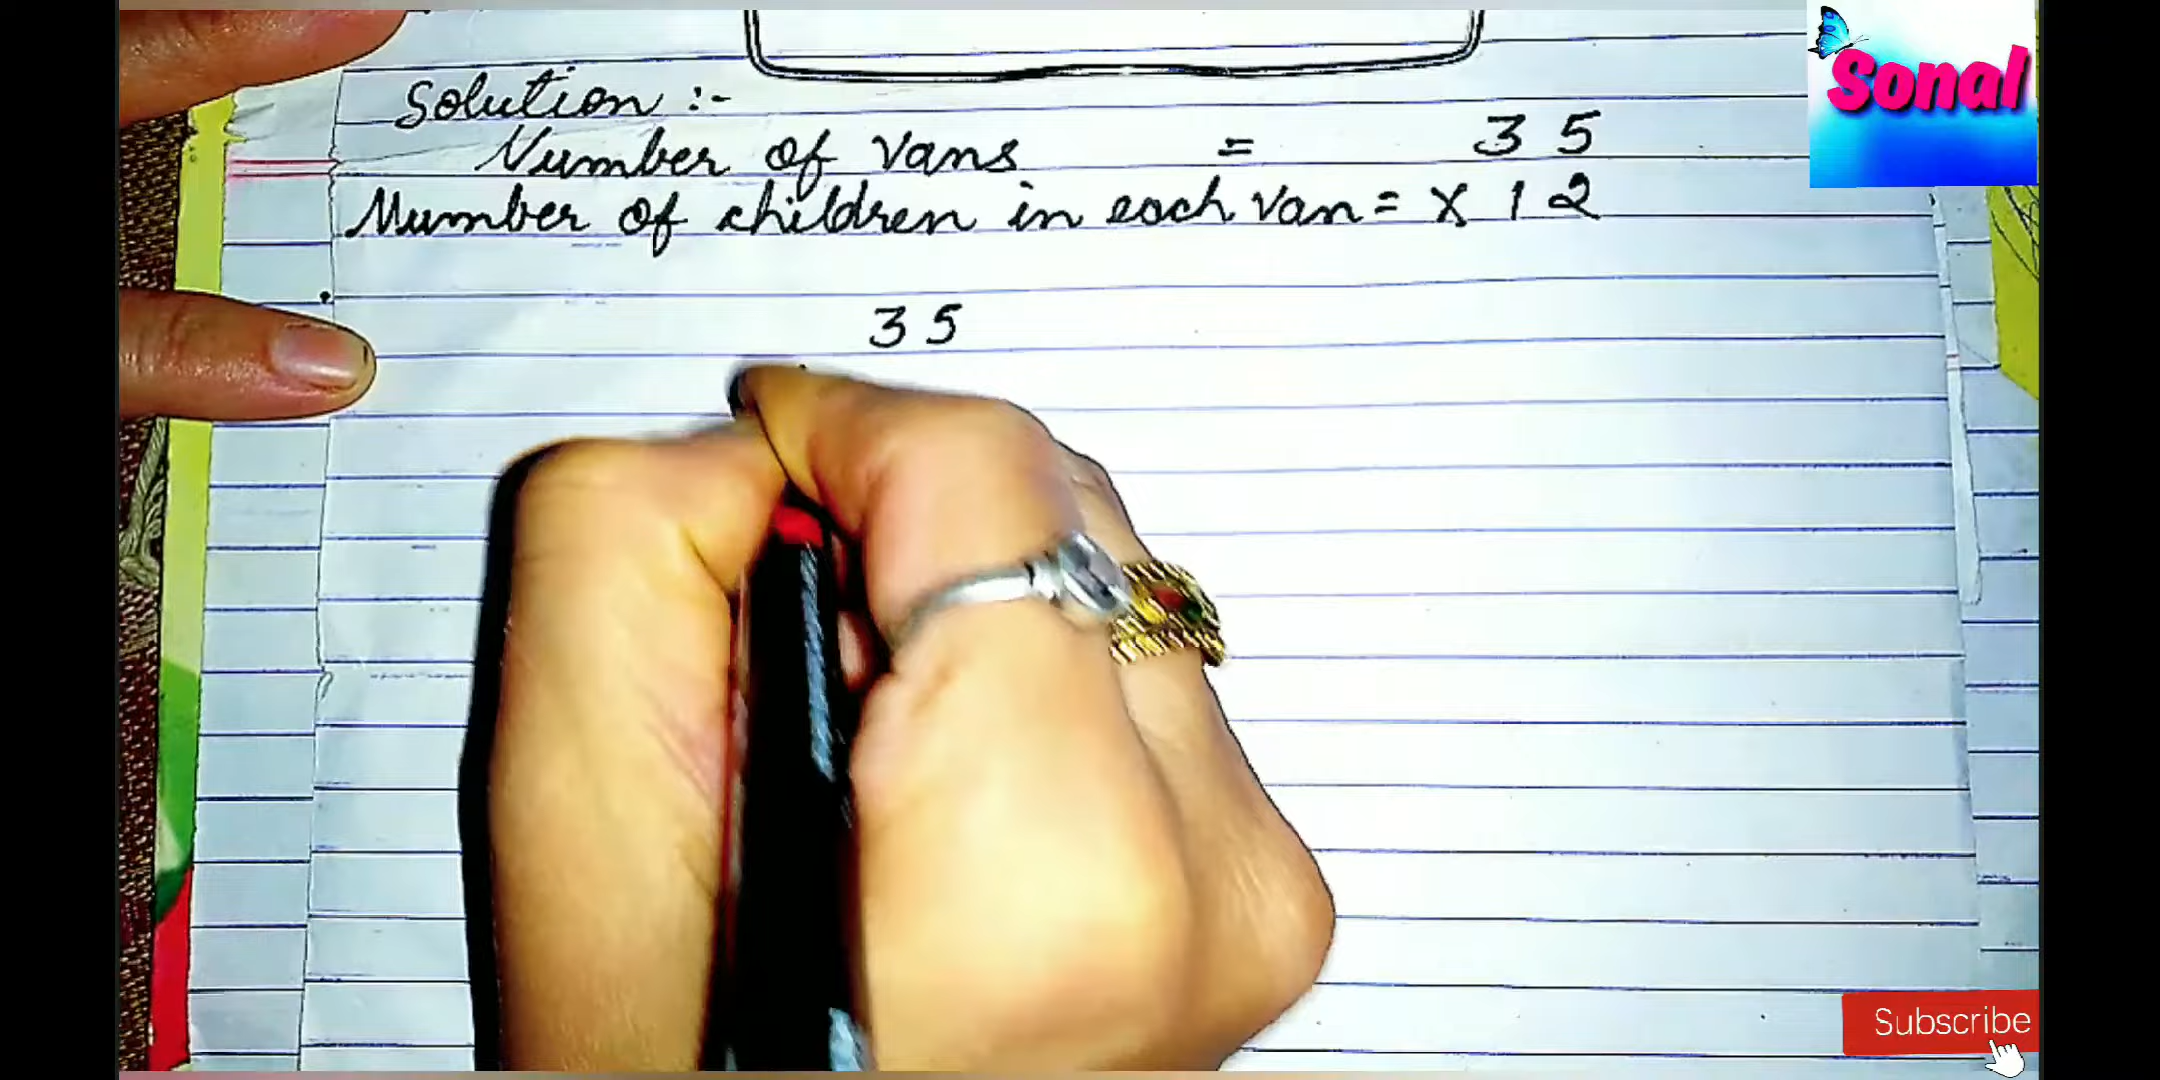 Sonal
Solution :-
Number of vans = 35
Number of children in each van = x 12
35
Subscribe